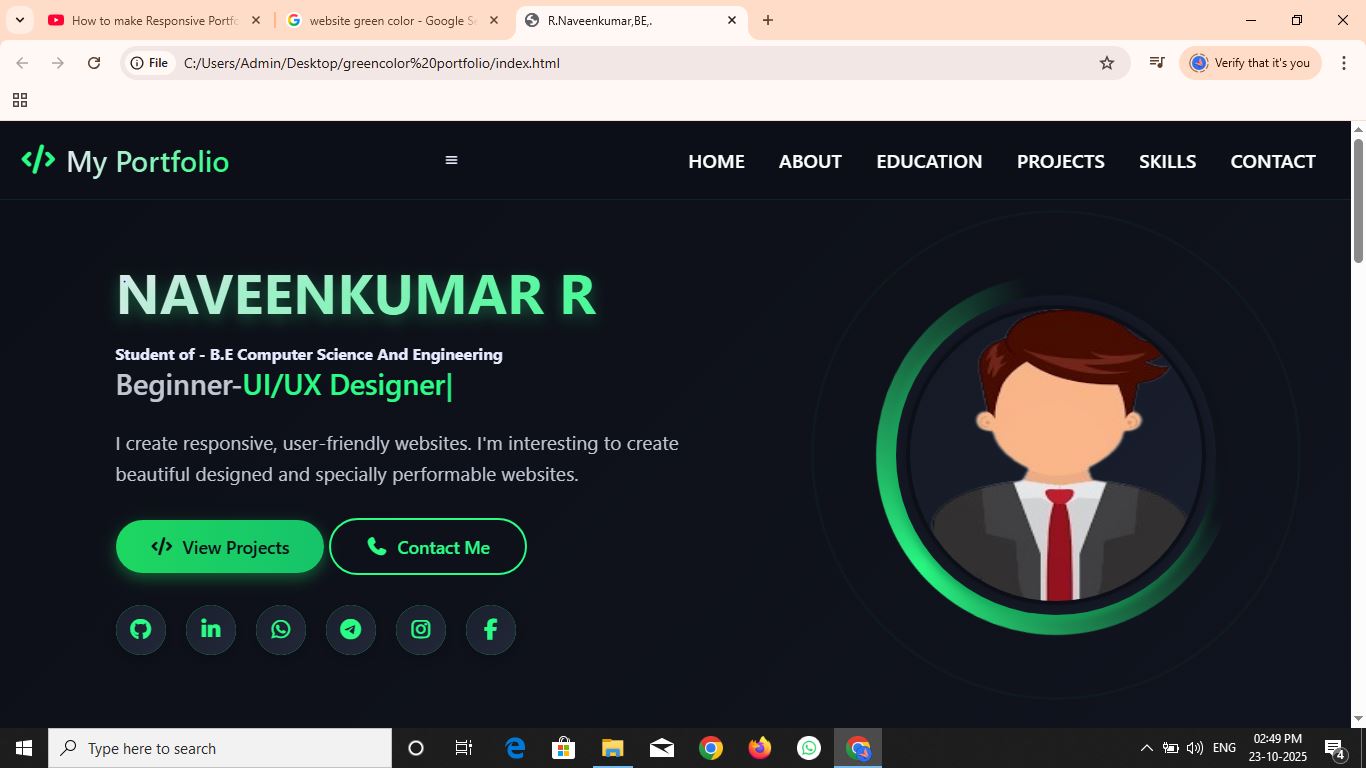 How to make Responsive Portfo
website green color - Google Se
R.Naveenkumar,BE,.
File
C:/Users/Admin/Desktop/greencolor%20portfolio/index.html
Verify that it's you
My Portfolio
HOME
ABOUT
EDUCATION
PROJECTS
SKILLS
CONTACT
NAVEENKUMAR R
Student of - B.E Computer Science And Engineering
Beginner-UI/UX Designer|
I create responsive, user-friendly websites. I'm interesting to create
beautiful designed and specially performable websites.
View Projects
Contact Me
Type here to search
ENG
02:49 PM
23-10-2025
4